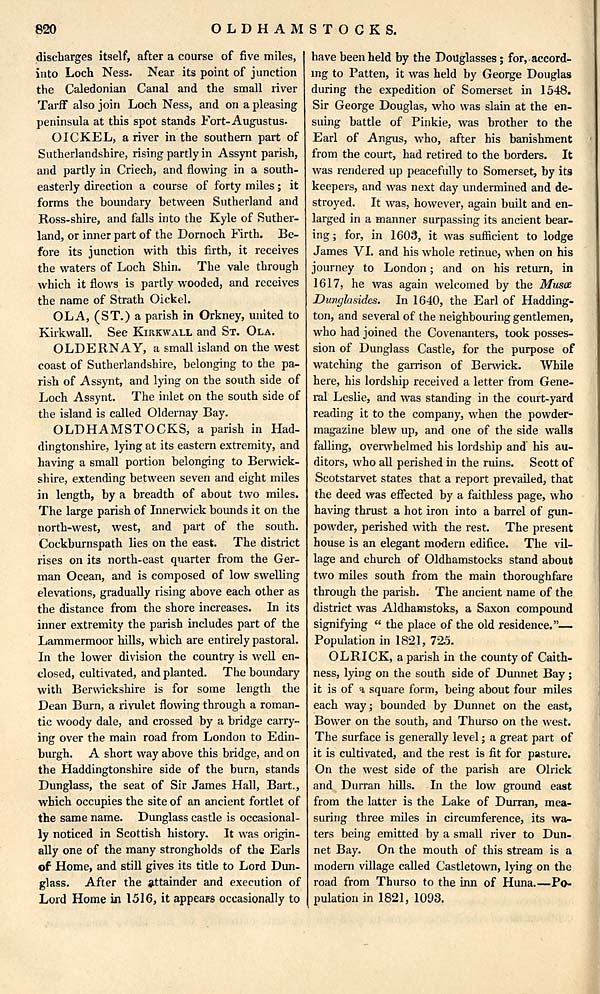 820
OLDHAMSTOCKS.
discharges itself, after a course of five miles,
into Loch Ness. Near its point of junction
the Caledonian Canal and the small river
Tarff also join Loch Ness, and on a pleasing
peninsula at this spot stands Fort-Augustus.
OICKEL, a river in the southern part of
Sutherlandshire, rising partly in Assynt parish,
and partly in Criech, and flowing in a south-
easterly direction a course of forty miles; it
forms the boundary between Sutherland and
Ross-shire, and falls into the Kyle of Suther-
land, or inner part of the Dornoch Firth. Be-
fore its junction with this firth, it receives
the waters of Loch Shin. The vale through
which it flows is partly wooded, and receives
the name of Strath Oickel.
OLA, (ST.) a parish in Orkney, united to
Kirkwall. See KIRKWALL and ST. OLA.
OLDERNAY, a small island on the west
coast of Sutherlandshire, belonging to the pa-
rish of Assynt, and lying on the south side of
Loch Assynt. The inlet on the south side of
the island is called Oldernay Bay.
OLDHAMSTOCKS, a parish in Had-
dingtonshire, lying at its eastern extremity, and
having a small portion belonging to Berwick-
shire, extending between seven and eight miles
in length, by a breadth of about two miles.
The large parish of Innerwick bounds it on the
north-west, west, and part of the south.
Cockburnspath lies on the east. The district
rises on its north-east quarter from the Ger-
man Ocean, and is composed of low swelling
elevations, gradually rising above each other as
the distance from the shore increases. In its
inner extremity the parish includes part of the
Lammermoor hills, which are entirely pastoral.
In the lower division the country is well en-
closed, cultivated, and planted. The boundary
with Berwickshire is for some length the
Dean Burn, a rivulet flowing through a roman-
tic woody dale, and crossed by a bridge carry-
ing over the main road from London to Edin-
burgh. A short way above this bridge, and on
the Haddingtonshire side of the burn, stands
Dunglass, the seat of Sir James Hall, Bart.,
which occupies the site of an ancient fortlet of
the same name. Dunglass castle is occasional-
ly noticed in Scottish history. It was origin-
ally one of the many strongholds of the Earls
of Home, and still gives its title to Lord Dun-
glass. After the attainder and execution of
Lord Home in 1516, it appears occasionally to
have been held by the Douglasses; for, accord-
ing to Patten, it was held by George Douglas
during the expedition of Somerset in 1548.
Sir George Douglas, who was slain at the en-
suing battle of Pinkie, was brother to the
Earl of Angus, who, after his banishment
from the court, had retired to the borders. It
was rendered up peacefully to Somerset, by its
keepers, and was next day undermined and de-
stroyed. It was, however, again built and en-
larged in a manner surpassing its ancient bear-
ing; for, in 1603, it was sufficient to lodge
James VI. and his whole retinue, when on his
journey to London; and on his return, in
1617, he was again welcomed by the Musæ
Dunglasides. In 1640, the Earl of Hadding-
ton, and several of the neighbouring gentlemen,
who had joined the Covenanters, took posses-
sion of Dunglass Castle, for the purpose of
watching the garrison of Berwick. While
here, his lordship received a letter from Gene-
ral Leslie, and was standing in the court-yard
reading it to the company, when the powder-
magazine blew up, and one of the side walls
falling, overwhelmed his lordship and his au-
ditors, who all perished in the ruins. Scott of
Scotstarvet states that a report prevailed, that
the deed was effected by a faithless page, who
having thrust a hot iron into a barrel of gun-
powder, perished with the rest. The present
house is an elegant modern edifice. The vil-
lage and church of Oldhamstocks stand about
two miles south from the main thoroughfare
through the parish. The ancient name of the
district was Aldhamstoks, a Saxon compound
signifying " the place of the old residence."—
Population in 1821, 725.
OLRICK, a parish in the county of Caith-
ness, lying on the south side of Dunnet Bay;
it is of a square form, being about four miles
each way; bounded by Dunnet on the east,
Bower on the south, and Thurso on the west.
The surface is generally level; a great part of
it is cultivated, and the rest is fit for pasture.
On the west side of the parish are Olrick
and Durran hills. In the low ground east
from the latter is the Lake of Durran, mea-
suring three miles in circumference, its wa-
ters being emitted by a small river to Dun-
net Bay. On the mouth of this stream is a
modern village called Castletown, lying on the
road from Thurso to the inn of Huna.—Po-
pulation in 1821, 1093.